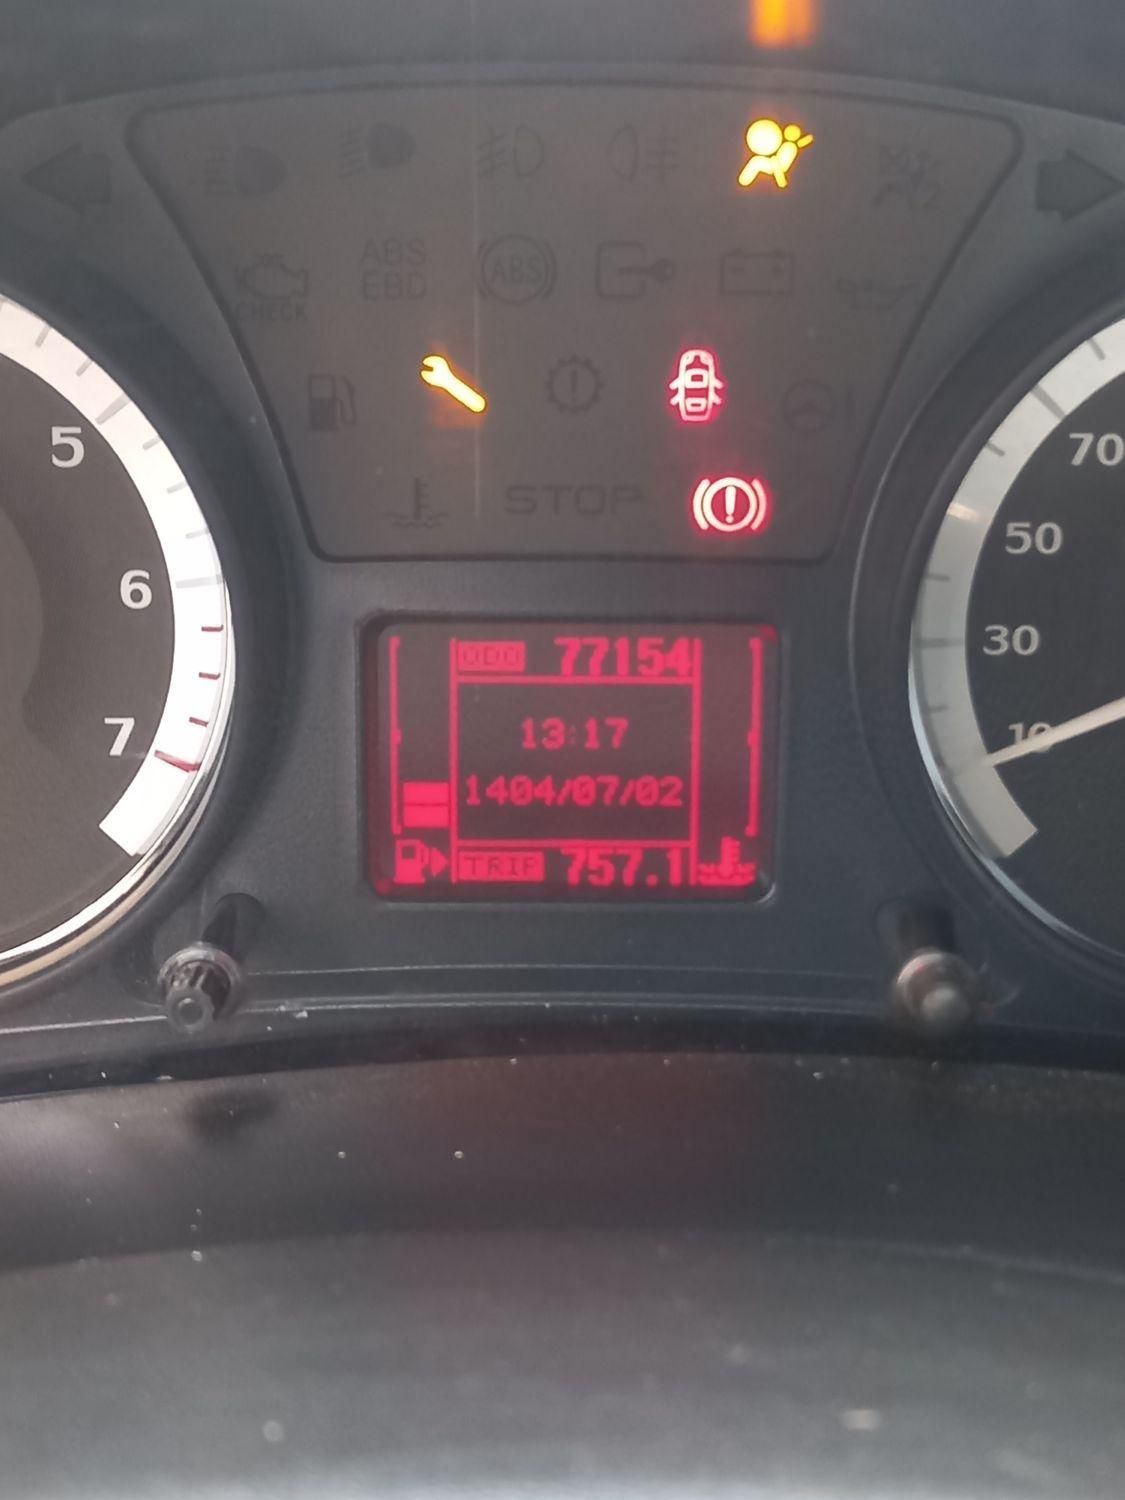 ABS
EBD
ABS
CHECK
5
70
STOP
6
50
ODO 77154
30
7
13:17
10
1404/07/02
TRIP 757.1